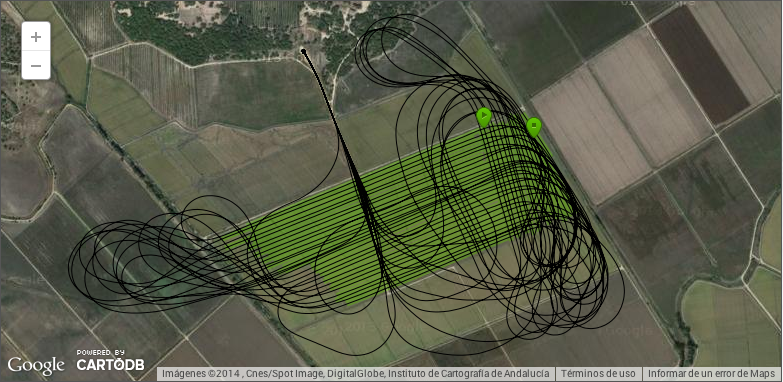 +
−
Google
POWERED BY
CARTODB
Imágenes ©2014 , Cnes/Spot Image, DigitalGlobe, Instituto de Cartografía de Andalucía
Términos de uso
Informar de un error de Maps